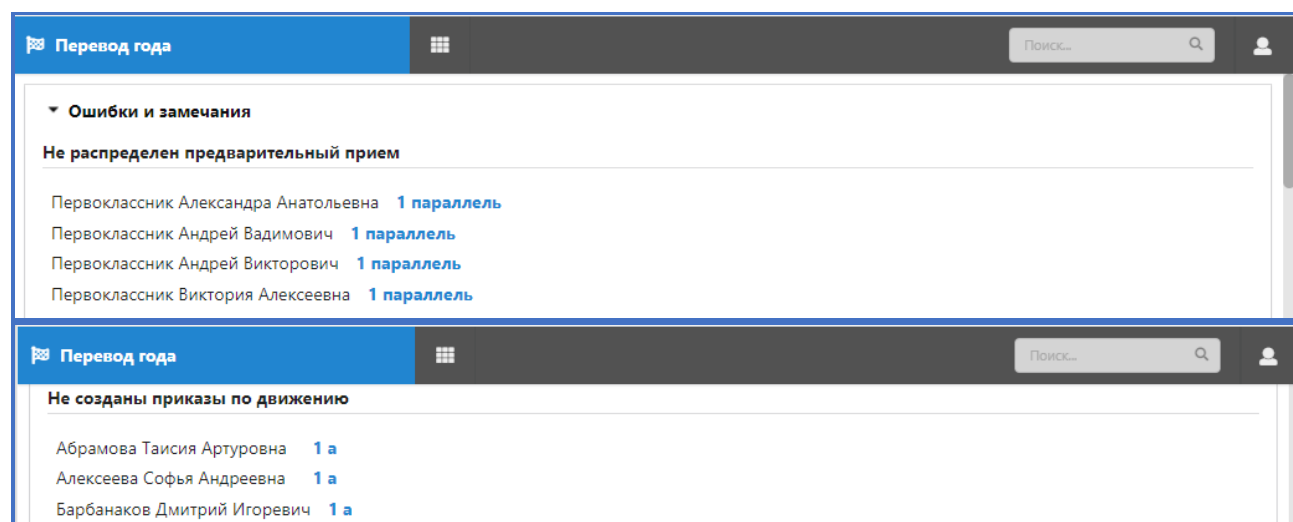 Перевод года
Поиск...
Ошибки и замечания
Не распределен предварительный прием
Первоклассник Александра Анатольевна 1 параллель
Первоклассник Андрей Вадимович 1 параллель
Первоклассник Андрей Викторович 1 параллель
Первоклассник Виктория Алексеевна 1 параллель
Перевод года
Поиск...
Не созданы приказы по движению
Абрамова Таисия Артуровна 1 а
Алексеева Софья Андреевна 1 а
Барбанаков Дмитрий Игоревич 1 а